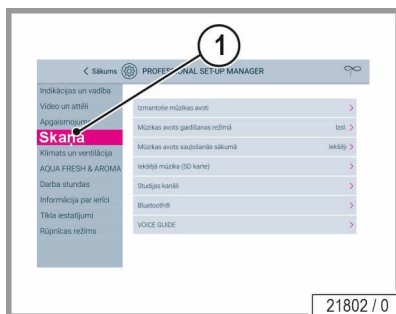 1
Sākums
PROFESSIONAL SET-UP MANAGER
Indikācijas un vadība
Video un attēli
Apgaismojums
Skaņa
Klimats un ventilācija
AQUA FRESH & AROMA
Darba stundas
Informācija par ierīci
Tīkla iestatījumi
Rūpnīcas režīms
Izmantotie mūzikas avoti
Mūzikas avots gaidīšanas režīmā Izsl.
Mūzikas avots sauļošanās sākumā Iekšēji
Iekšējā mūzika (SD karte)
Studijas kanāli
Bluetooth®
VOICE GUIDE
21802 / 0